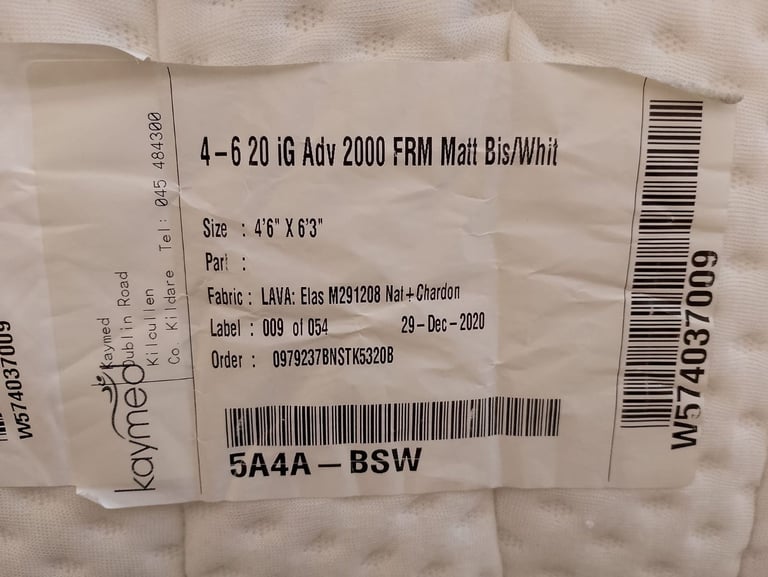 4-6 20 iG Adv 2000 FRM Matt Bis/Whit
Size : 4'6" X 6'3"
Part :
Fabric : LAVA: Elas M291208 Nat+Chardon
Label : 009 of 054 29-Dec-2020
Order : 0979237BNSTK5320B
5A4A-BSW
kaymed
Kaymed
Dublin Road
Kilcullen
Co. Kildare Tel: 045 484300
W574037009
W574037009